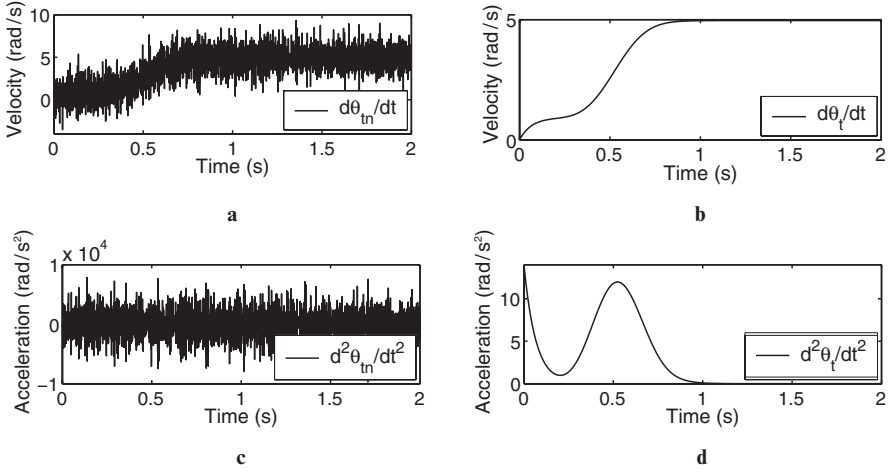 Velocity (rad/s)
10
5
0
dθtn/dt
0 0.5 1 1.5 2
Time (s)
a
Velocity (rad/s)
5
0
dθt/dt
0 0.5 1 1.5 2
Time (s)
b
Acceleration (rad/s²)
x 10⁴
1
0
−1
d²θtn/dt²
0 0.5 1 1.5 2
Time (s)
c
Acceleration (rad/s²)
10
5
0
d²θt/dt²
0 0.5 1 1.5 2
Time (s)
d